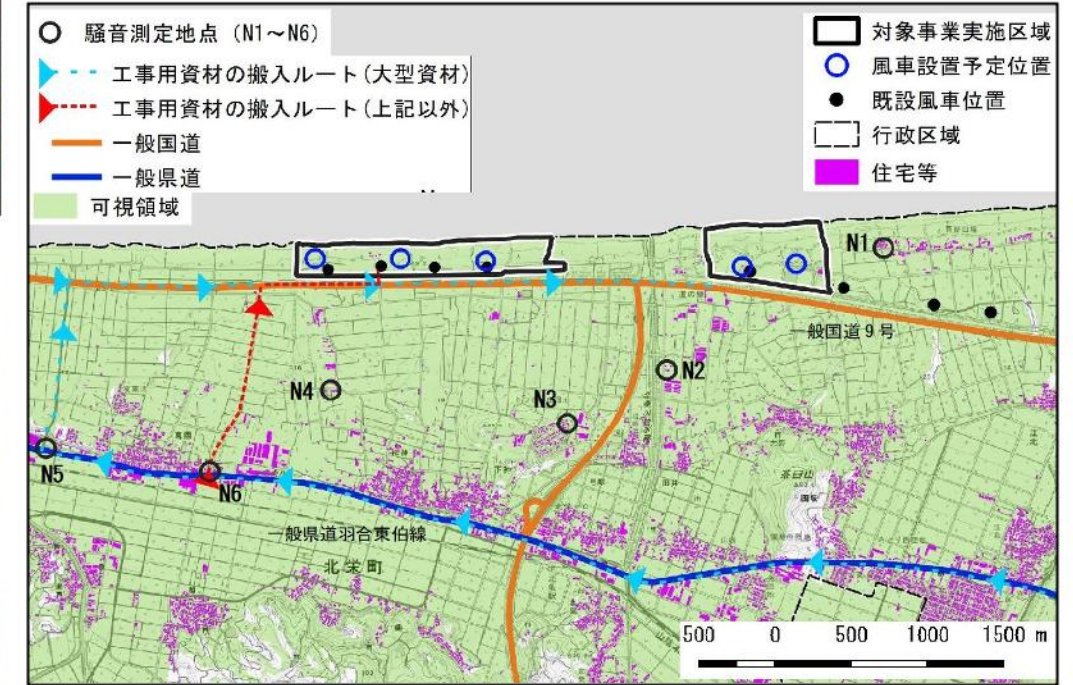 騒音測定地点（N1～N6）
工事用資材の搬入ルート(大型資材)
工事用資材の搬入ルート(上記以外)
一般国道
一般県道
可視領域
対象事業実施区域
風車設置予定位置
既設風車位置
行政区域
住宅等
N1
一般国道9号
N2
N4
N3
N5
N6
一般県道羽合東伯線
北栄町
500 0 500 1000 1500 m